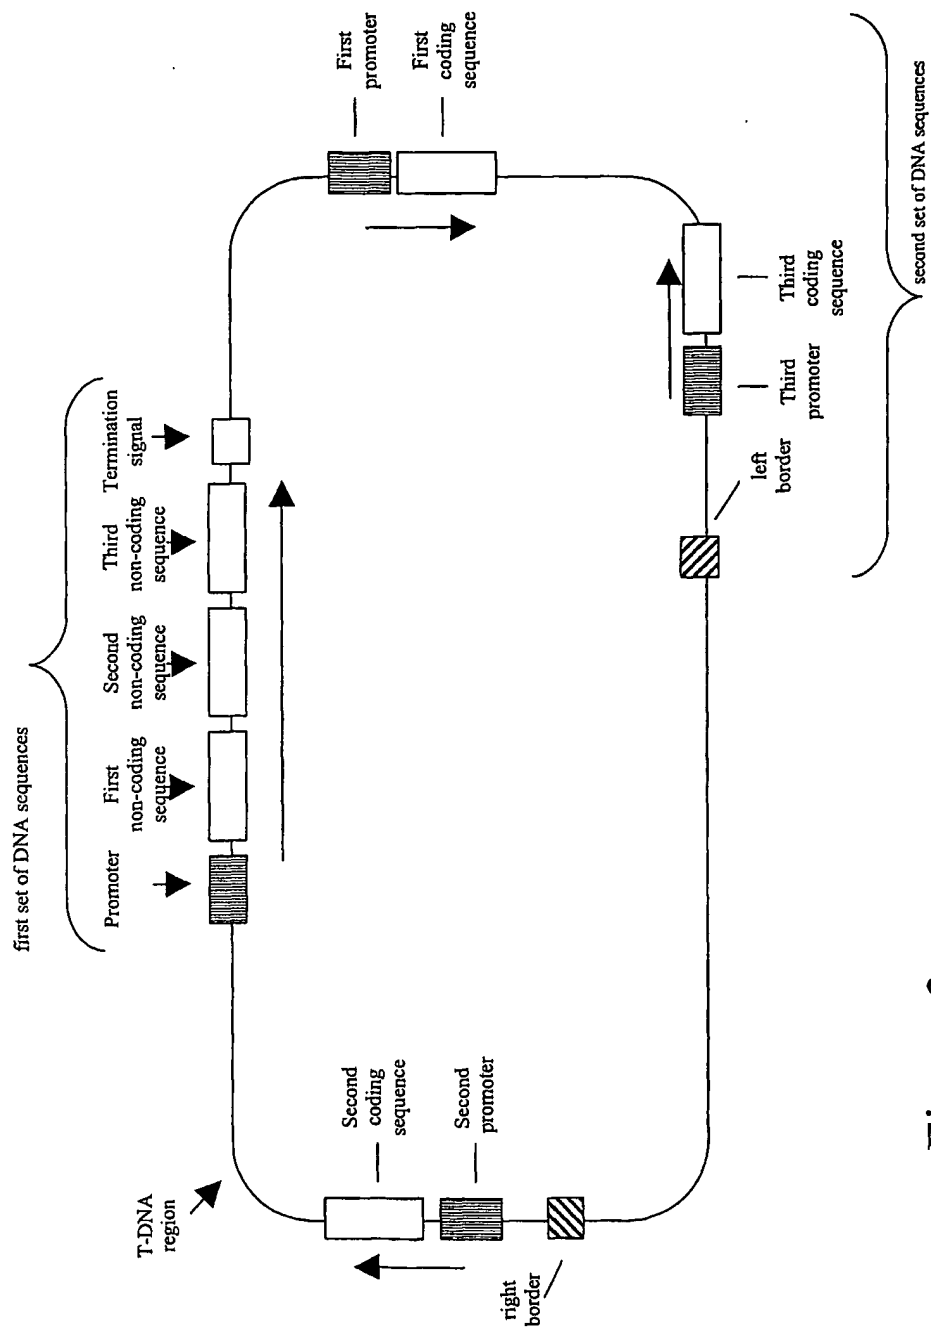 first set of DNA sequences
Promoter
First
non-coding
sequence
Second
non-coding
sequence
Third
non-coding
sequence
Termination
signal
T-DNA
region
First
promoter
First
coding
sequence
Second
coding
sequence
Second
promoter
right
border
left
border
Third
promoter
Third
coding
sequence
second set of DNA sequences